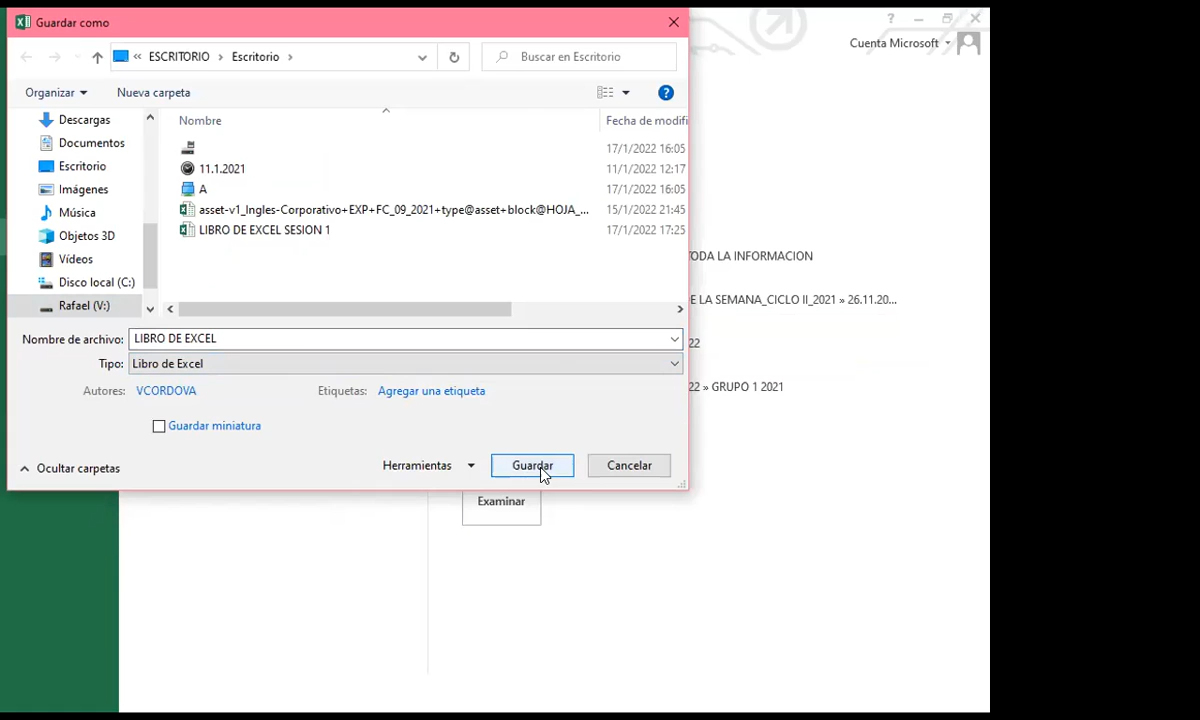 Guardar como
?
Cuenta Microsoft
« ESCRITORIO > Escritorio >
Buscar en Escritorio
Organizar
Nueva carpeta
?
Descargas
Documentos
Escritorio
Imágenes
Música
Objetos 3D
Vídeos
Disco local (C:)
Rafael (V:)
Nombre
Fecha de modifi
17/1/2022 16:05
11.1.2021
11/1/2022 12:17
A
17/1/2022 16:05
asset-v1_Ingles-Corporativo+EXP+FC_09_2021+type@asset+block@HOJA_...
15/1/2022 21:45
LIBRO DE EXCEL SESION 1
17/1/2022 17:25
Nombre de archivo: LIBRO DE EXCEL
Tipo: Libro de Excel
Autores: VCORDOVA
Etiquetas: Agregar una etiqueta
Guardar miniatura
Ocultar carpetas
Herramientas
Guardar
Cancelar
Examinar
TODA LA INFORMACION
E LA SEMANA_CICLO II_2021 » 26.11.20...
22
22 » GRUPO 1 2021